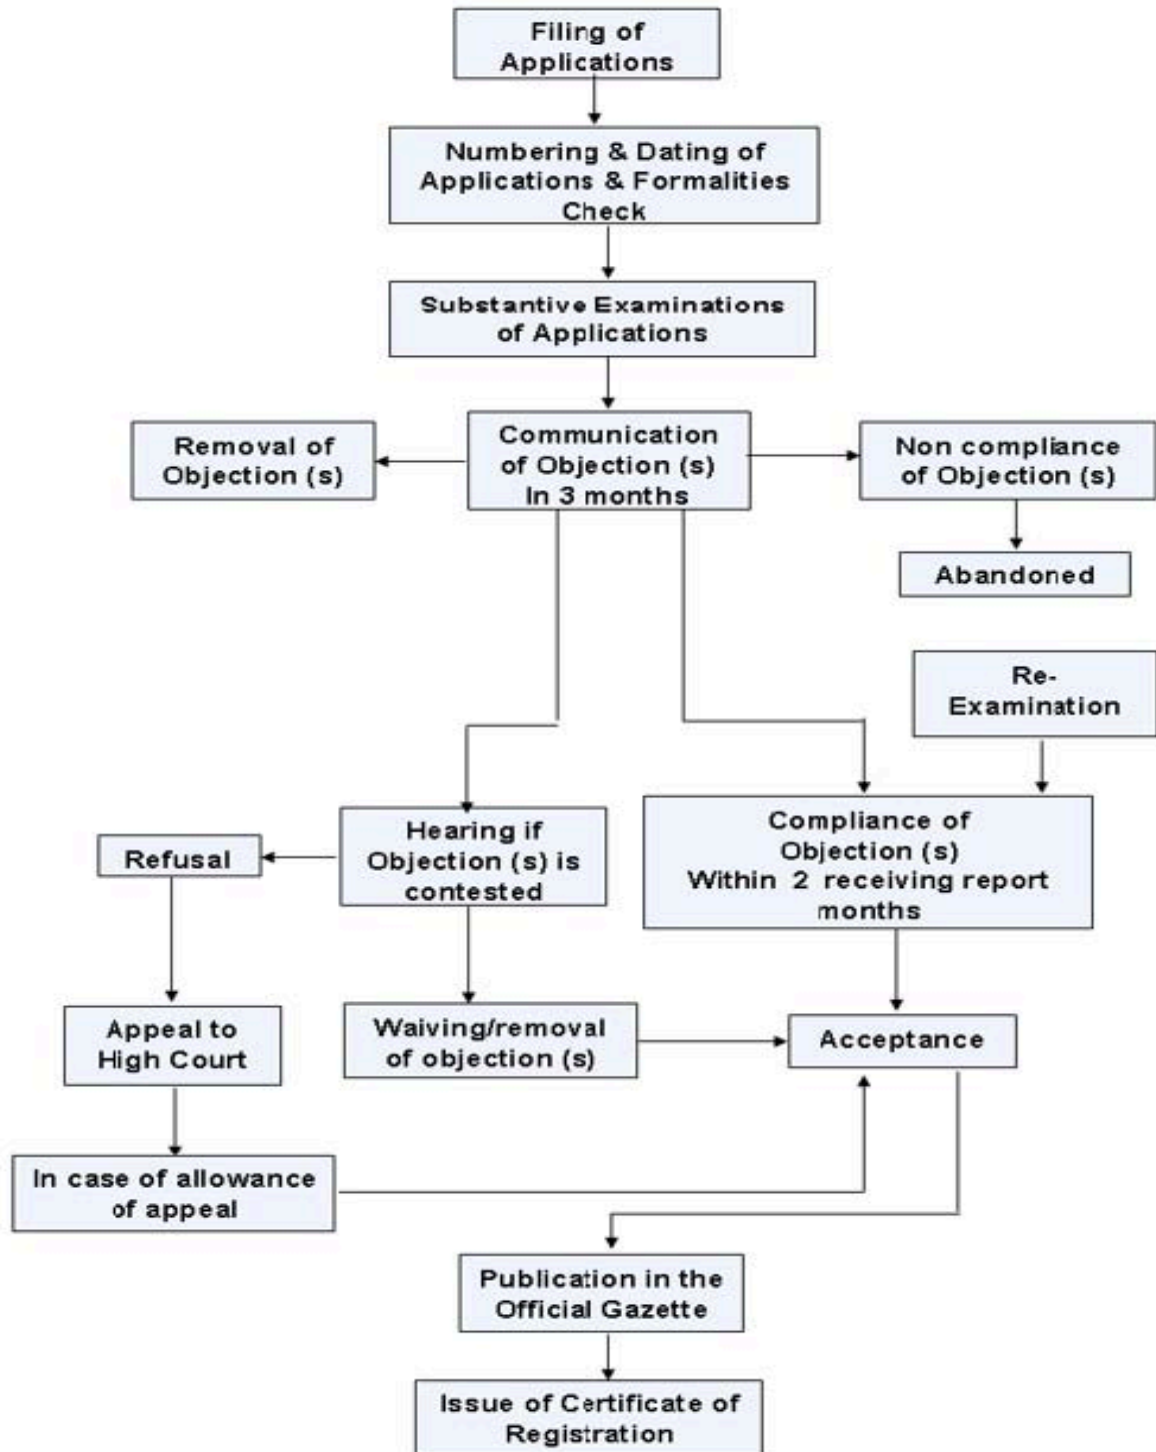 Filing of
Applications
Numbering & Dating of
Applications & Formalities
Check
Substantive Examinations
of Applications
Removal of
Objection (s)
Communication
of Objection (s)
In 3 months
Non compliance
of Objection (s)
Abandoned
Re-
Examination
Refusal
Hearing if
Objection (s) is
contested
Compliance of
Objection (s)
Within 2 receiving report
months
Appeal to
High Court
Waiving/removal
of objection (s)
Acceptance
In case of allowance
of appeal
Publication in the
Official Gazette
Issue of Certificate of
Registration